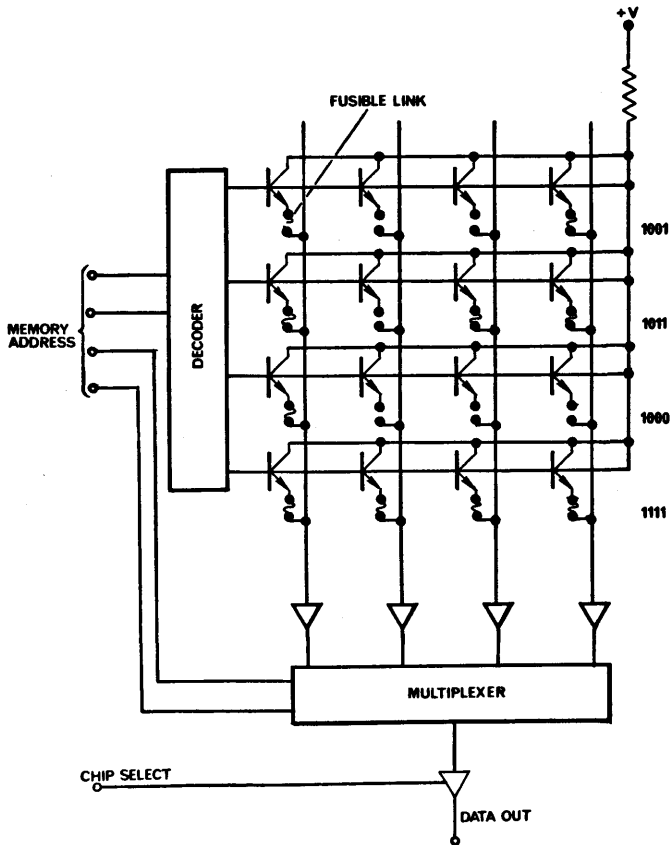 +V
FUSIBLE LINK
1001
MEMORY
ADDRESS
DECODER
1011
1000
1111
MULTIPLEXER
CHIP SELECT
DATA OUT